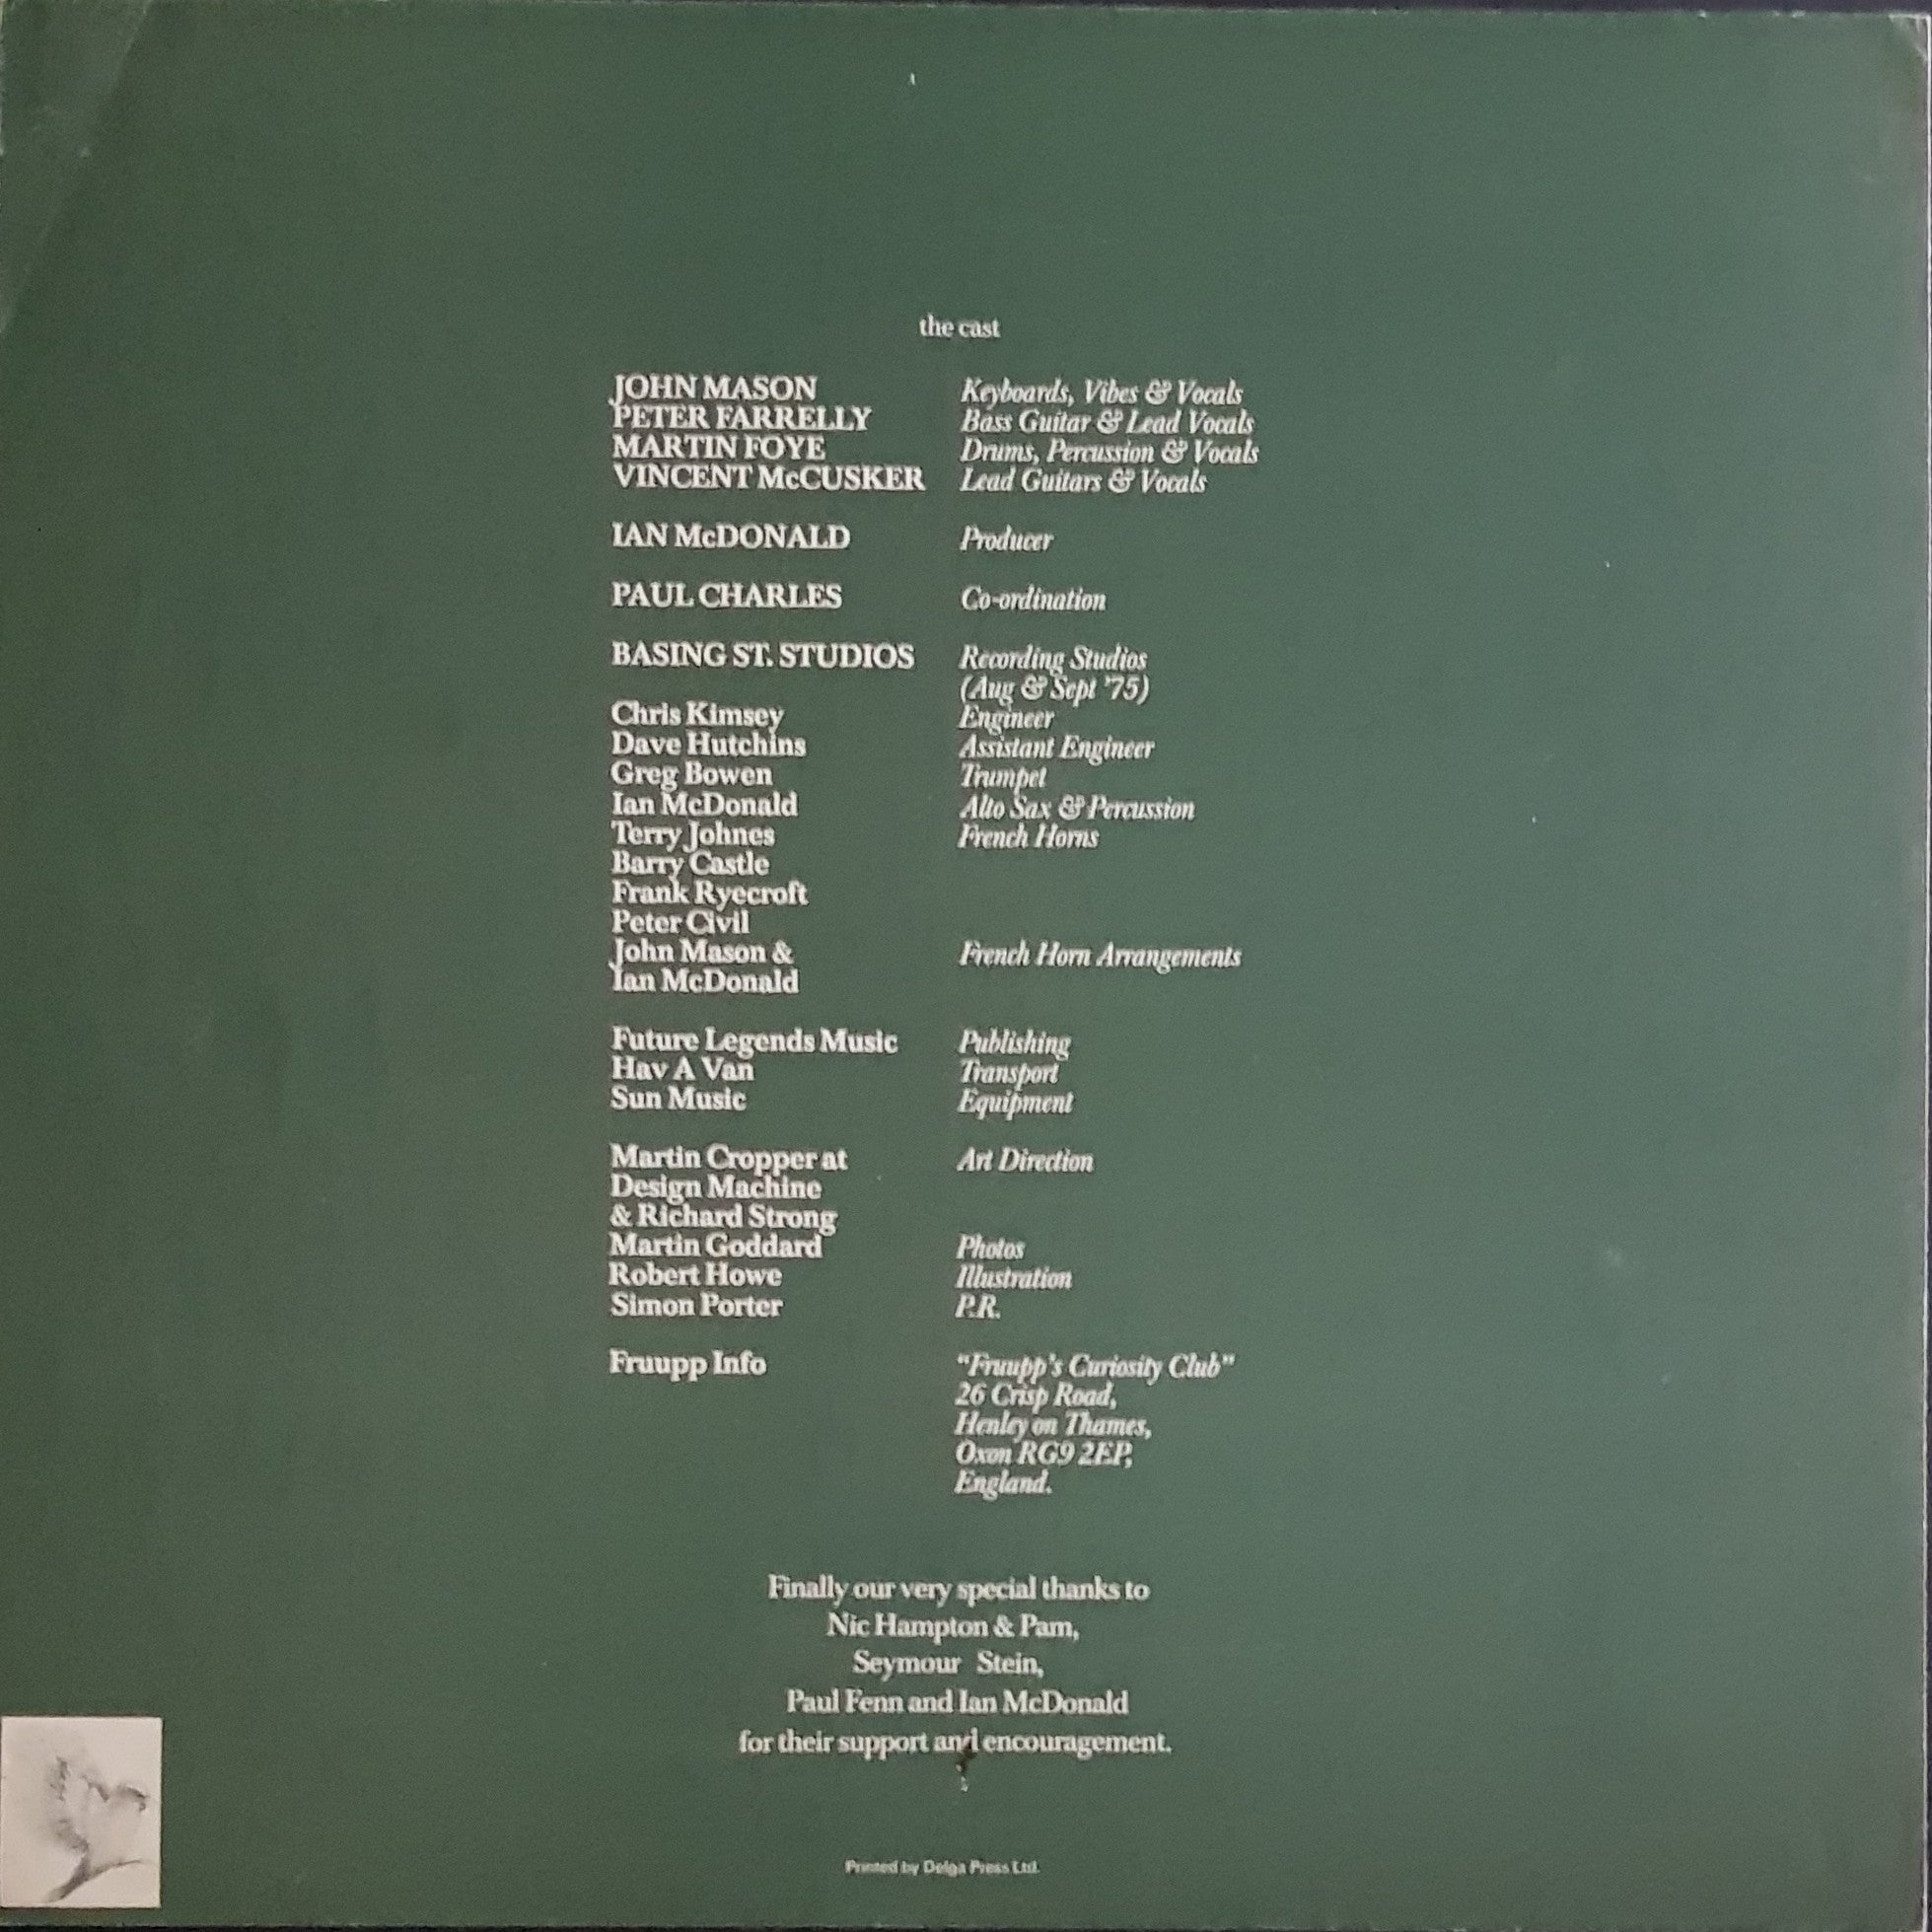 the cast
JOHN MASON Keyboards, Vibes & Vocals
PETER FARRELLY Bass Guitar & Lead Vocals
MARTIN FOYE Drums, Percussion & Vocals
VINCENT McCUSKER Lead Guitars & Vocals
IAN McDONALD Producer
PAUL CHARLES Co-ordination
BASING ST. STUDIOS Recording Studios
(Aug & Sept '75)
Chris Kimsey Engineer
Dave Hutchins Assistant Engineer
Greg Bowen Trumpet
Ian McDonald Alto Sax & Percussion
Terry Johnes French Horns
Barry Castle
Frank Ryecroft
Peter Civil
John Mason & French Horn Arrangements
Ian McDonald
Future Legends Music Publishing
Hav A Van Transport
Sun Music Equipment
Martin Cropper at Art Direction
Design Machine
& Richard Strong
Martin Goddard Photos
Robert Howe Illustration
Simon Porter P.R.
Fruupp Info "Fruupp's Curiosity Club"
26 Crisp Road,
Henley on Thames,
Oxon RG9 2EP,
England.
Finally our very special thanks to
Nic Hampton & Pam,
Seymour Stein,
Paul Fenn and Ian McDonald
for their support and encouragement.
Printed by Delga Press Ltd.